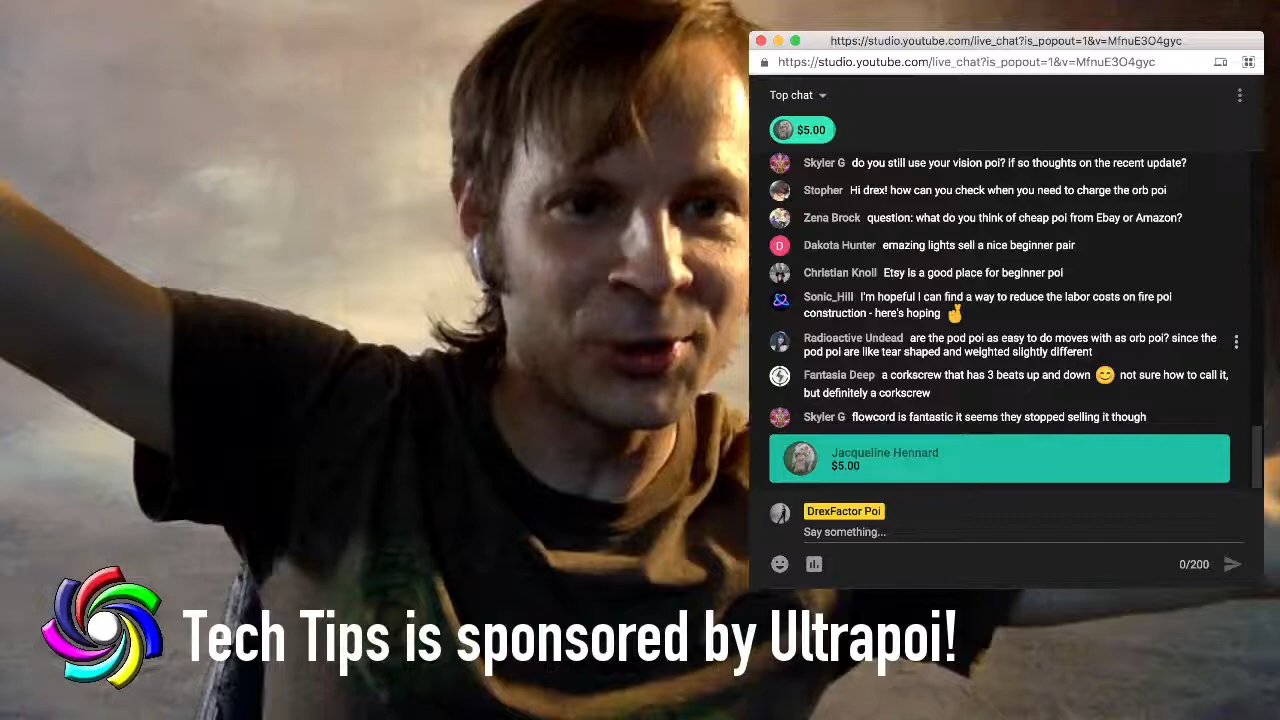 https://studio.youtube.com/live_chat?is_popout=1&v=MfnuE3O4gyc
https://studio.youtube.com/live_chat?is_popout=1&v=MfnuE3O4gyc
Top chat
$5.00
Skyler G do you still use your vision poi? if so thoughts on the recent update?
Stopher Hi drex! how can you check when you need to charge the orb poi
Zena Brock question: what do you think of cheap poi from Ebay or Amazon?
D Dakota Hunter emazing lights sell a nice beginner pair
Christian Knoll Etsy is a good place for beginner poi
Sonic_Hill I'm hopeful I can find a way to reduce the labor costs on fire poi
construction - here's hoping 🤞
Radioactive Undead are the pod poi as easy to do moves with as orb poi? since the
pod poi are like tear shaped and weighted slightly different
Fantasia Deep a corkscrew that has 3 beats up and down 😊 not sure how to call it,
but definitely a corkscrew
Skyler G flowcord is fantastic it seems they stopped selling it though
Jacqueline Hennard
$5.00
DrexFactor Poi
Say something...
0/200
Tech Tips is sponsored by Ultrapoi!